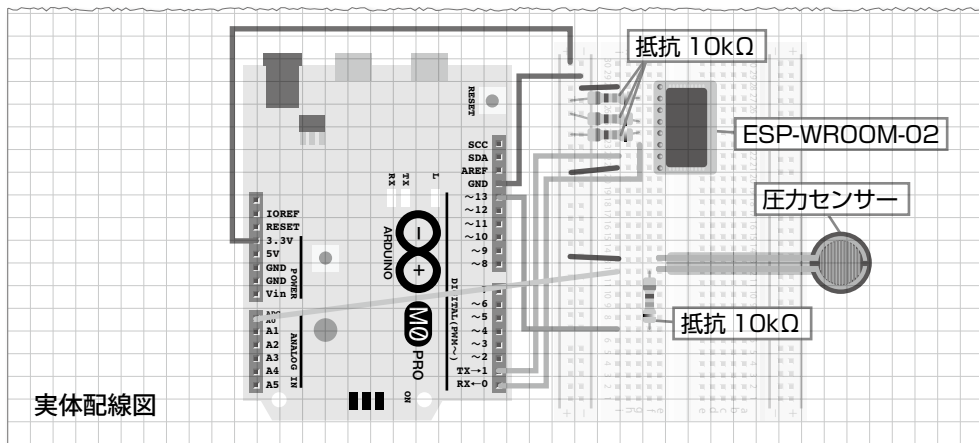 抵抗 10kΩ
ESP-WROOM-02
圧力センサー
抵抗 10kΩ
RESET
SCC
SDA
AREF
GND
～13
～12
～11
～10
～9
～8
～6
～5
～4
～3
～2
TX→1
RX←0
DIGITAL(PWM～)
L
TX
RX
ARDUINO
M0
PRO
ON
IOREF
RESET
3.3V
5V
GND
GND
Vin
POWER
A0
A1
A2
A3
A4
A5
ANALOG IN
実体配線図